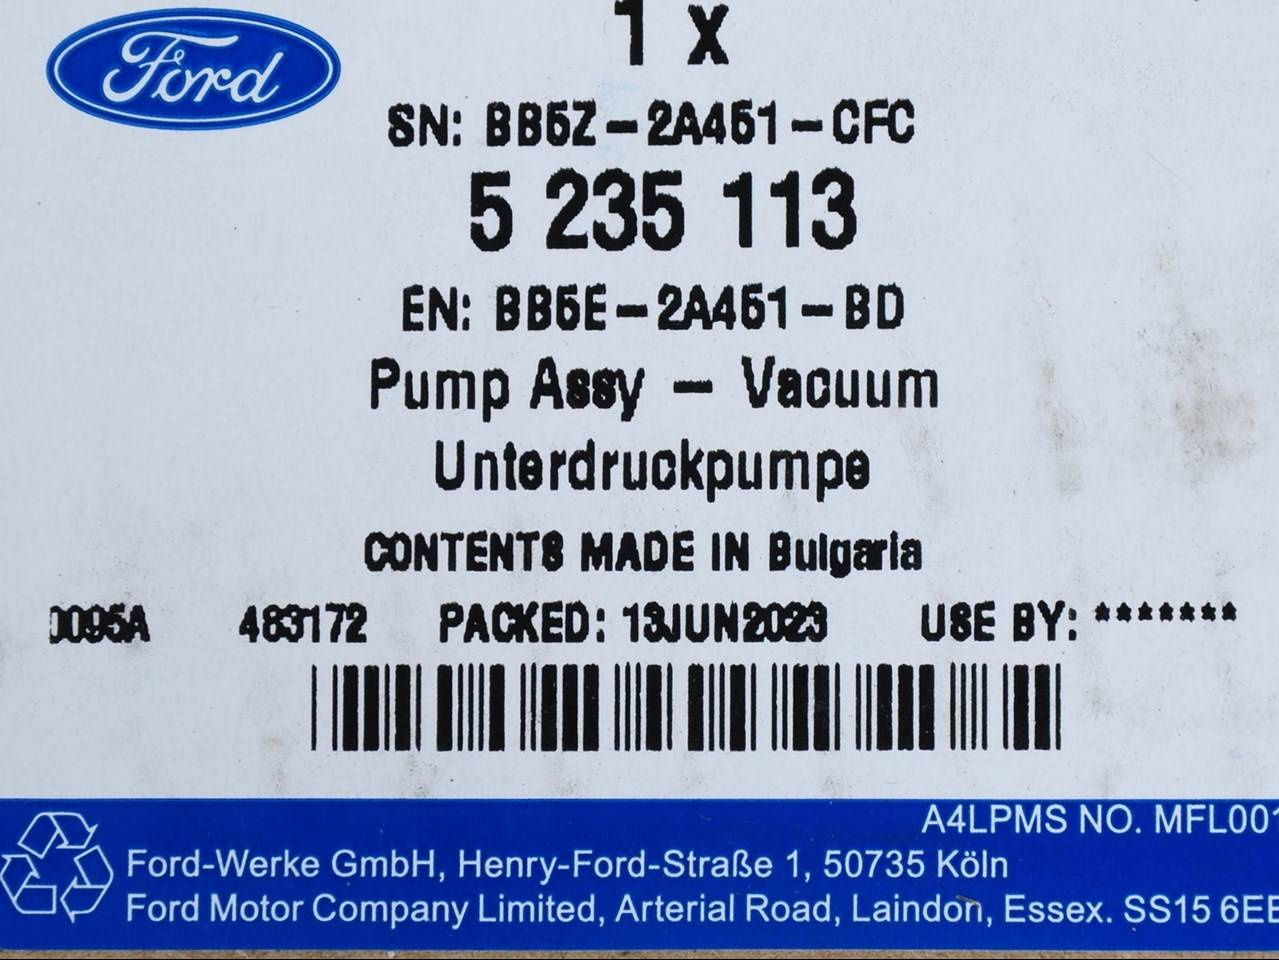 Ford
1 x
SN: BB5Z-2A451-CFC
5 235 113
EN: BB5E-2A451-BD
Pump Assy - Vacuum
Unterdruckpumpe
CONTENTS MADE IN Bulgaria
0095A 483172 PACKED: 13JUN2023 USE BY: *******
A4LPMS NO. MFL001
Ford-Werke GmbH, Henry-Ford-Straße 1, 50735 Köln
Ford Motor Company Limited, Arterial Road, Laindon, Essex. SS15 6EE